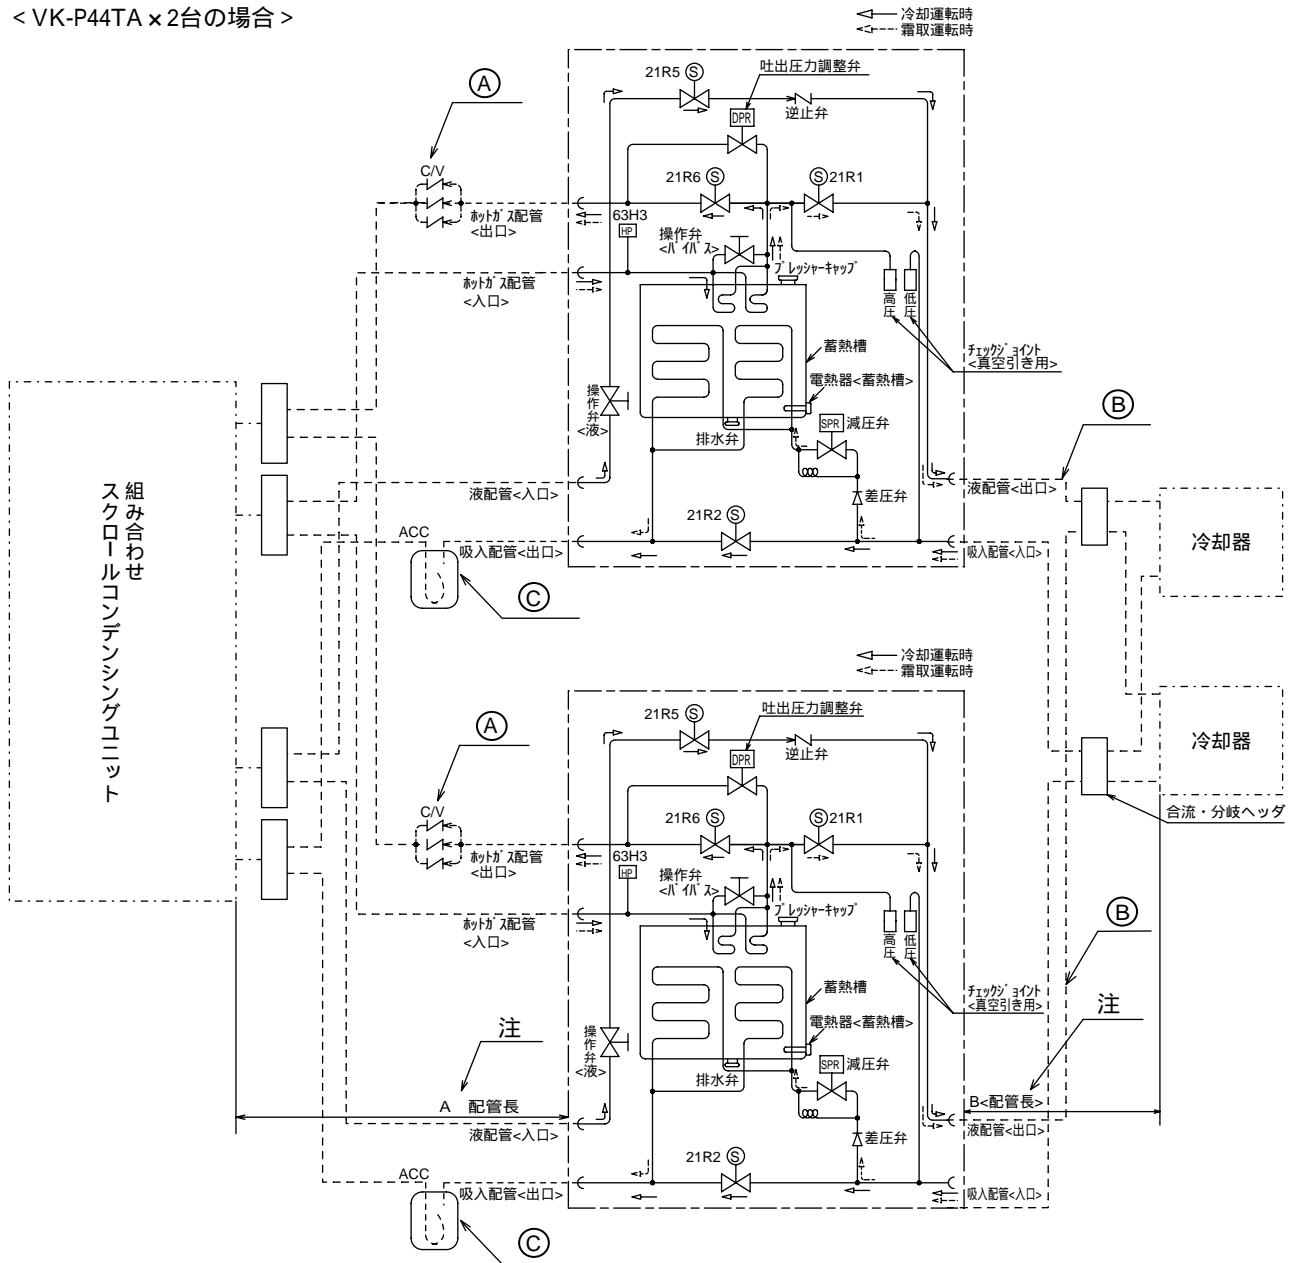 < VK-P44TA × 2台の場合 >
冷却運転時
霜取運転時
21R5 Ⓢ
吐出圧力調整弁
DPR
逆止弁
Ⓐ
C/V
ﾎｯﾄｶﾞｽ配管
<出口>
21R6 Ⓢ
Ⓢ21R1
63H3
HP
操作弁
<ﾊﾞｲﾊﾟｽ>
ﾌﾟﾚｯｼｬｰｷｬｯﾌﾟ
ﾎｯﾄｶﾞｽ配管
<入口>
高圧
低圧
ﾁｪｯｸｼﾞｮｲﾝﾄ
<真空引き用>
蓄熱槽
電熱器<蓄熱槽>
操作弁
<液>
排水弁
SPR 減圧弁
Ⓑ
液配管<入口>
差圧弁
液配管<出口>
21R2 Ⓢ
ACC
吸入配管<出口>
吸入配管<入口>
冷却器
Ⓒ
組み合わせ
スクロールコンデンシングユニット
冷却運転時
霜取運転時
21R5 Ⓢ
吐出圧力調整弁
DPR
逆止弁
Ⓐ
C/V
ﾎｯﾄｶﾞｽ配管
<出口>
21R6 Ⓢ
Ⓢ21R1
63H3
HP
操作弁
<ﾊﾞｲﾊﾟｽ>
ﾌﾟﾚｯｼｬｰｷｬｯﾌﾟ
冷却器
合流・分岐ヘッダ
ﾎｯﾄｶﾞｽ配管
<入口>
高圧
低圧
Ⓑ
ﾁｪｯｸｼﾞｮｲﾝﾄ
<真空引き用>
蓄熱槽
電熱器<蓄熱槽>
注
注
操作弁
<液>
排水弁
SPR 減圧弁
A 配管長
B<配管長>
液配管<入口>
差圧弁
液配管<出口>
21R2 Ⓢ
ACC
吸入配管<出口>
吸入配管<入口>
Ⓒ